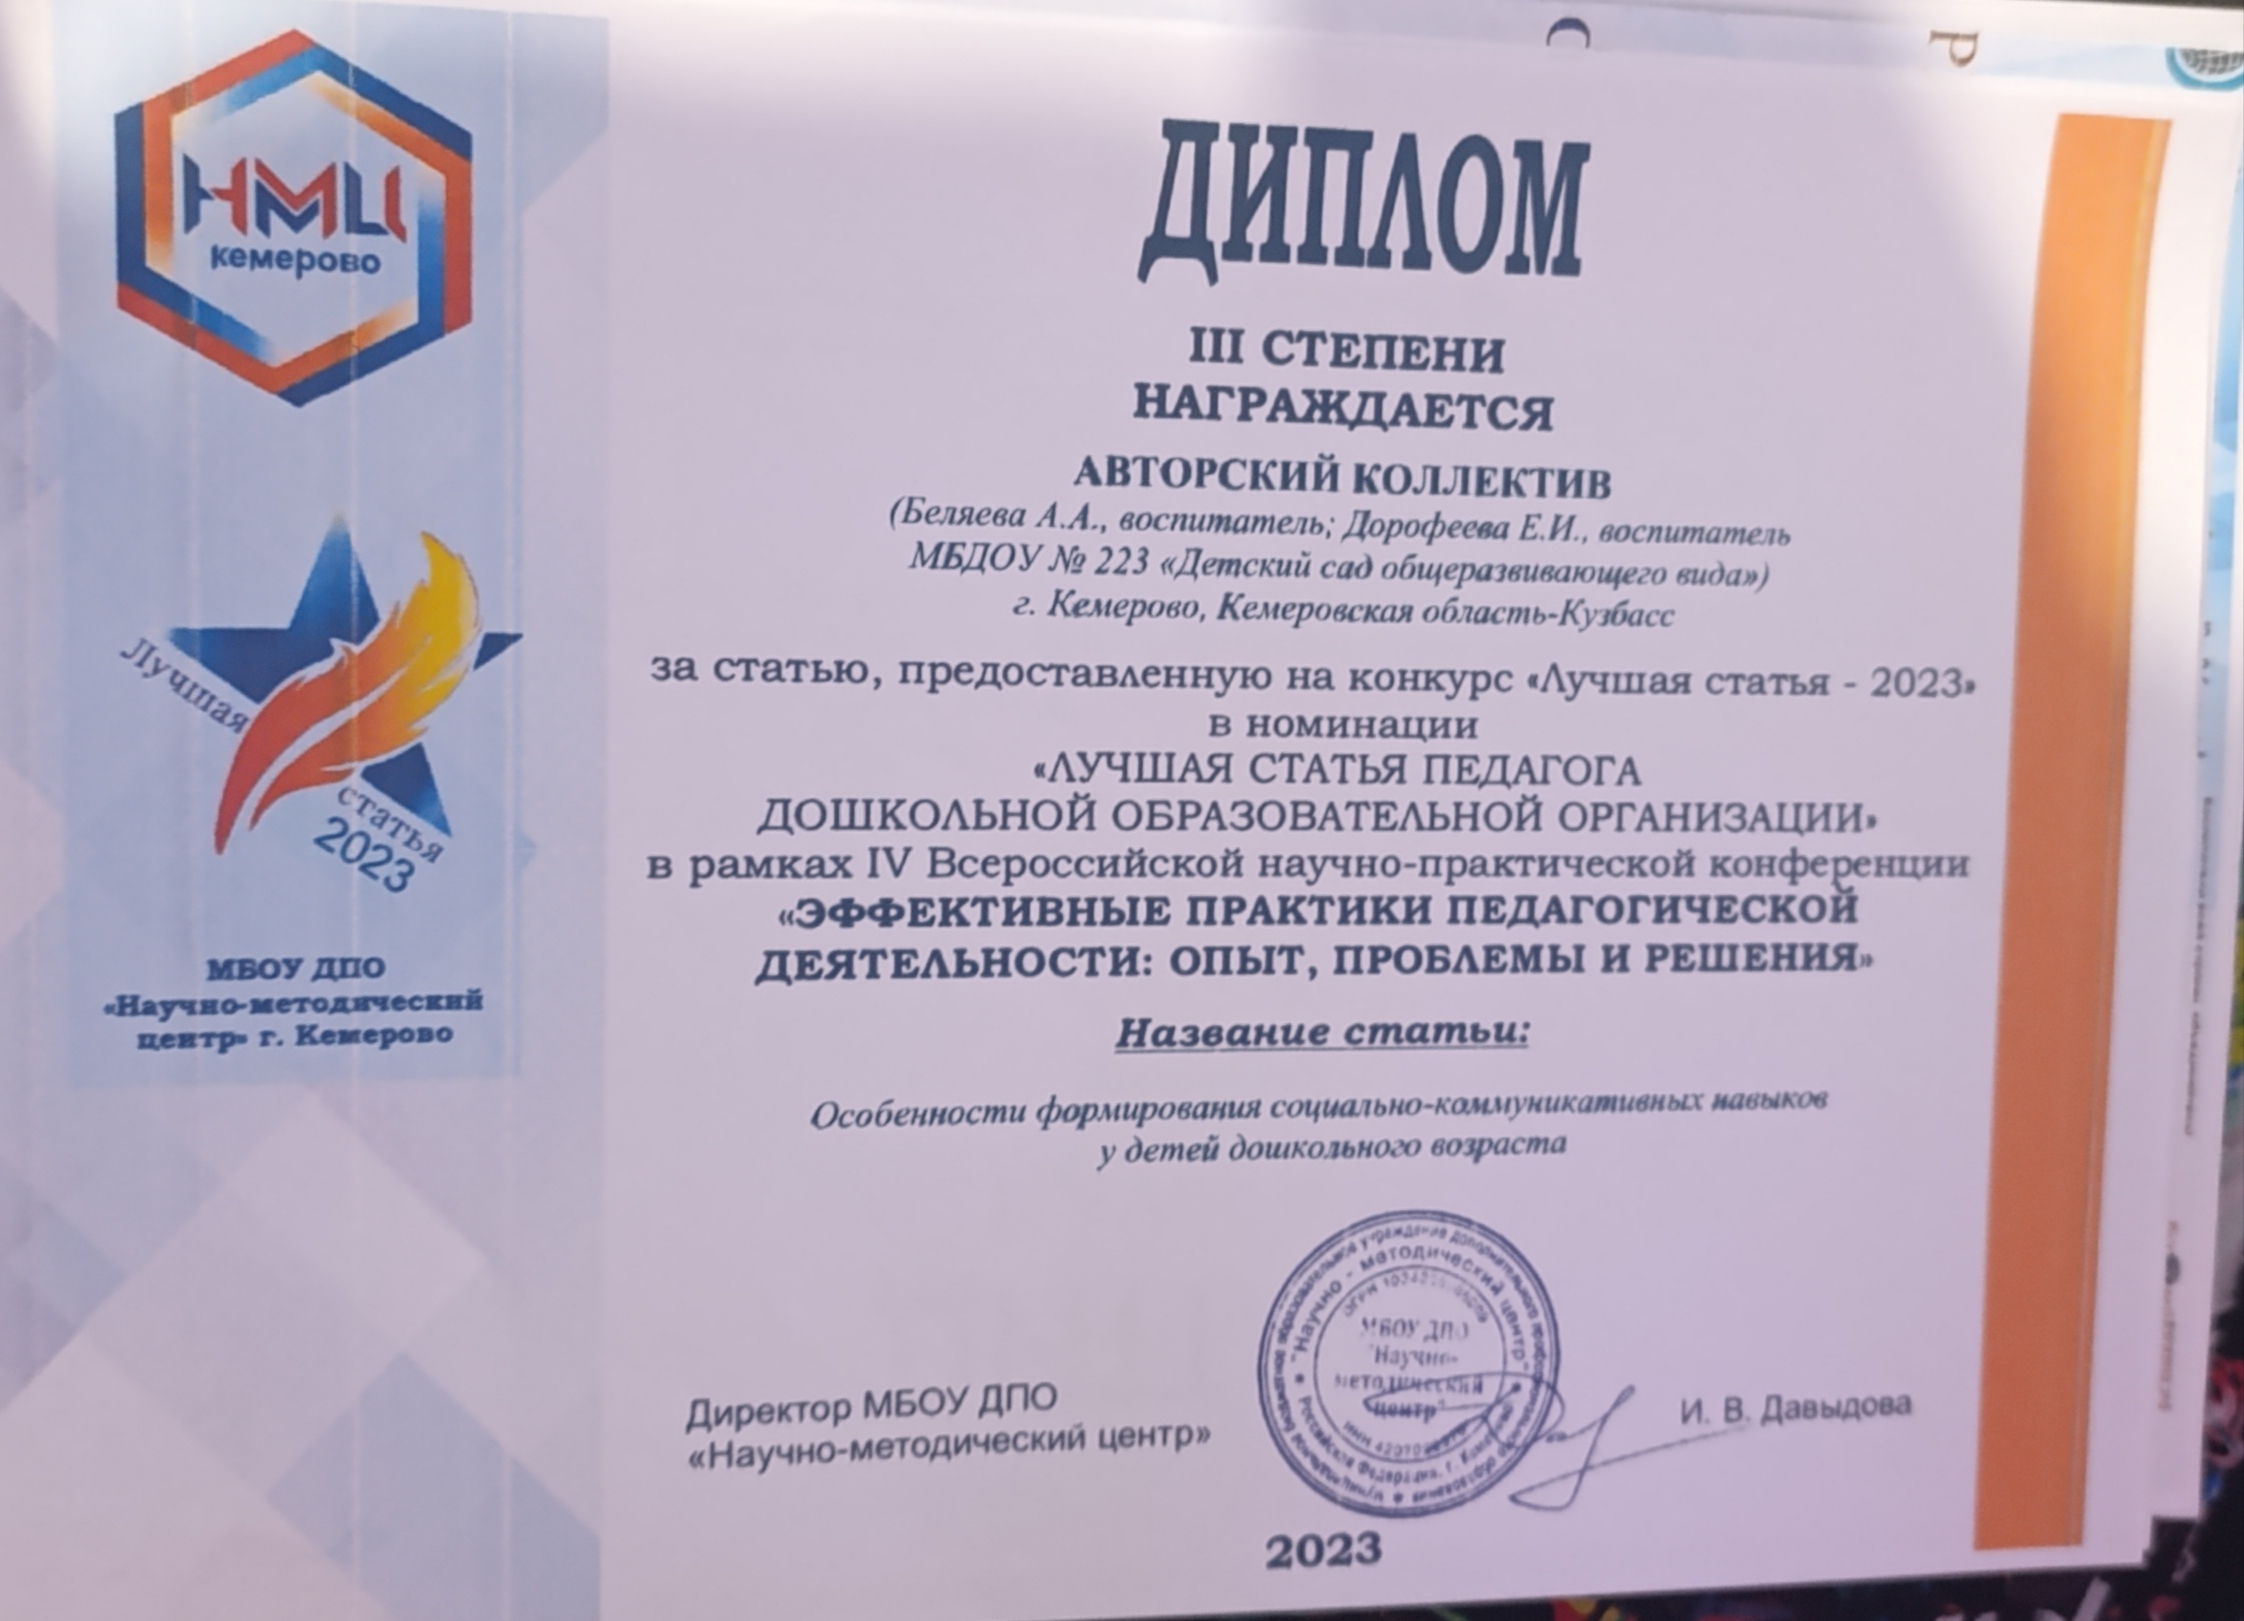 НМЦ
кемерово
Лучшая
статья
2023
МБОУ ДПО
«Научно-методический
центр» г. Кемерово
ДИПЛОМ
III СТЕПЕНИ
НАГРАЖДАЕТСЯ
АВТОРСКИЙ КОЛЛЕКТИВ
(Беляева А.А., воспитатель; Дорофеева Е.И., воспитатель
МБДОУ № 223 «Детский сад общеразвивающего вида»)
г. Кемерово, Кемеровская область-Кузбасс
за статью, предоставленную на конкурс «Лучшая статья - 2023»
в номинации
«ЛУЧШАЯ СТАТЬЯ ПЕДАГОГА
ДОШКОЛЬНОЙ ОБРАЗОВАТЕЛЬНОЙ ОРГАНИЗАЦИИ»
в рамках IV Всероссийской научно-практической конференции
«ЭФФЕКТИВНЫЕ ПРАКТИКИ ПЕДАГОГИЧЕСКОЙ
ДЕЯТЕЛЬНОСТИ: ОПЫТ, ПРОБЛЕМЫ И РЕШЕНИЯ»
Название статьи:
Особенности формирования социально-коммуникативных навыков
у детей дошкольного возраста
Директор МБОУ ДПО
«Научно-методический центр»
"Научно - методический центр"
МБОУ ДПО
"Научно-
методический
центр"
И. В. Давыдова
2023